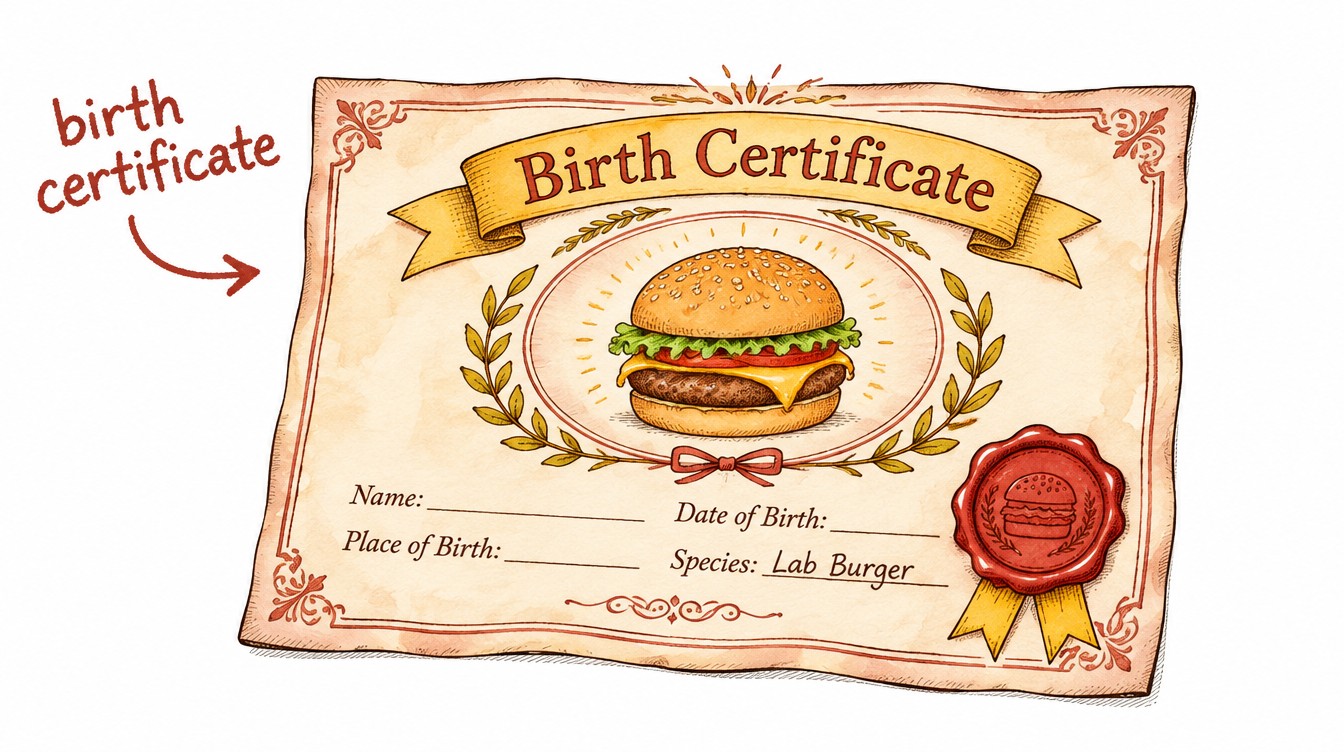 birth
certificate
Birth Certificate
Name:
Date of Birth:
Place of Birth:
Species: Lab Burger